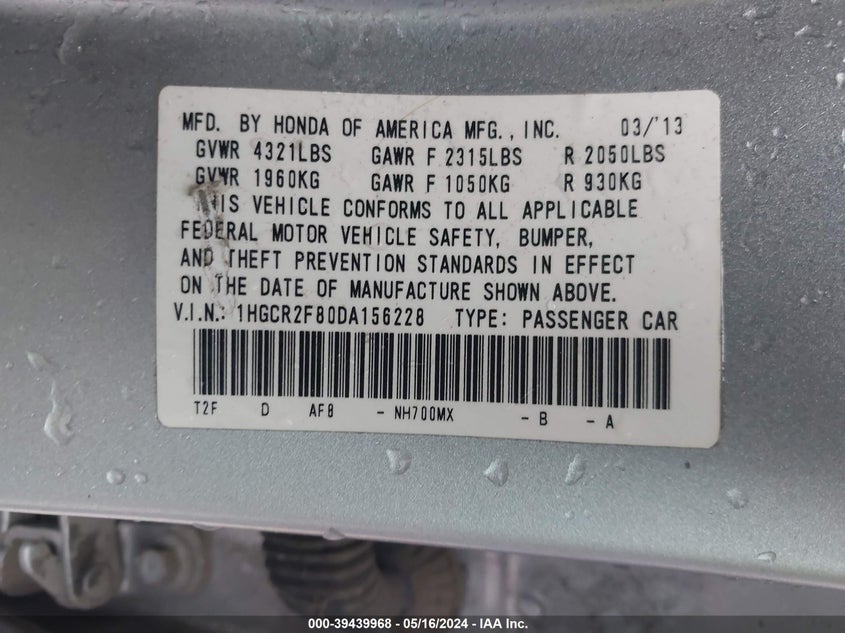 MFD. BY HONDA OF AMERICA MFG., INC. 03/'13
GVWR 4321LBS GAWR F 2315LBS R 2050LBS
GVWR 1960KG GAWR F 1050KG R 930KG
THIS VEHICLE CONFORMS TO ALL APPLICABLE
FEDERAL MOTOR VEHICLE SAFETY, BUMPER,
AND THEFT PREVENTION STANDARDS IN EFFECT
ON THE DATE OF MANUFACTURE SHOWN ABOVE.
V.I.N.: 1HGCR2F80DA156228 TYPE: PASSENGER CAR
T2F D AF8 - NH700MX - B - A
000-39439968 - 05/16/2024 - IAA Inc.